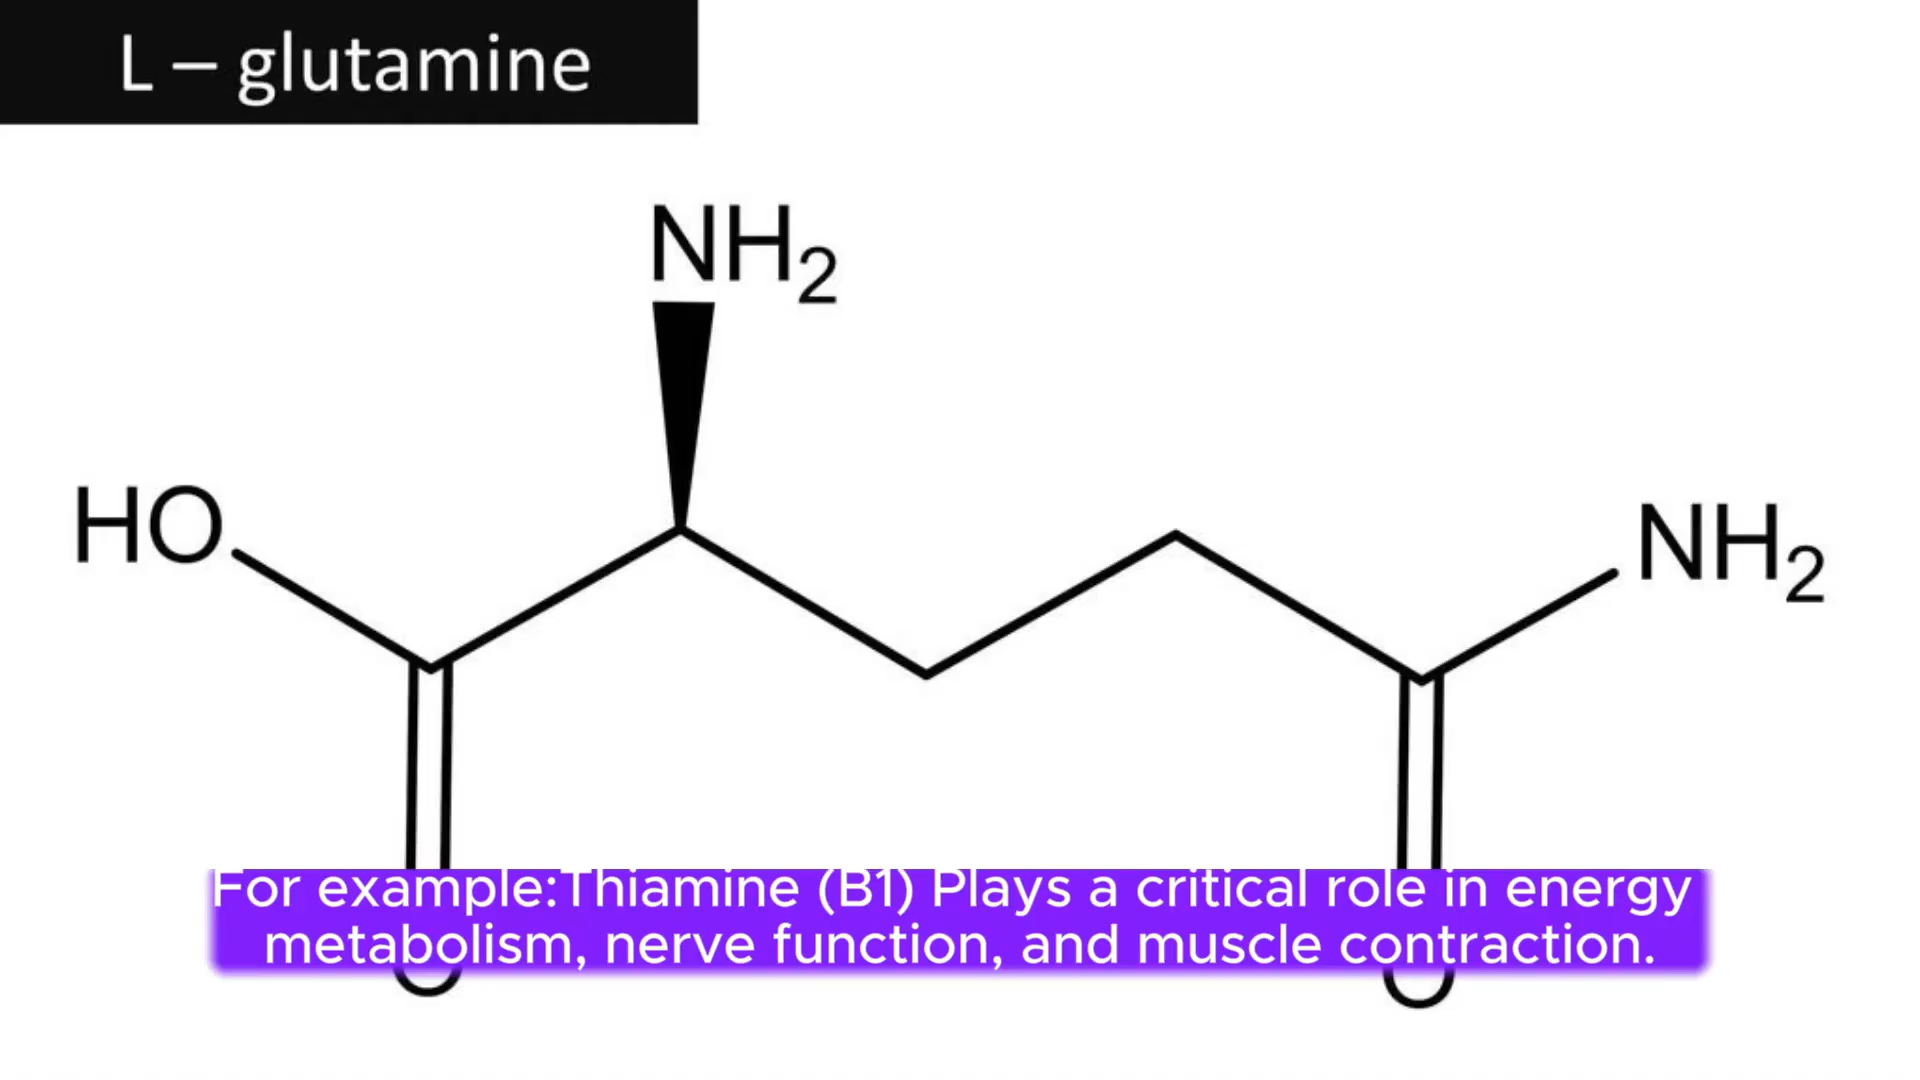 L – glutamine
NH2
HO
NH2
For example:Thiamine (B1) Plays a critical role in energy
metabolism, nerve function, and muscle contraction.
O
O